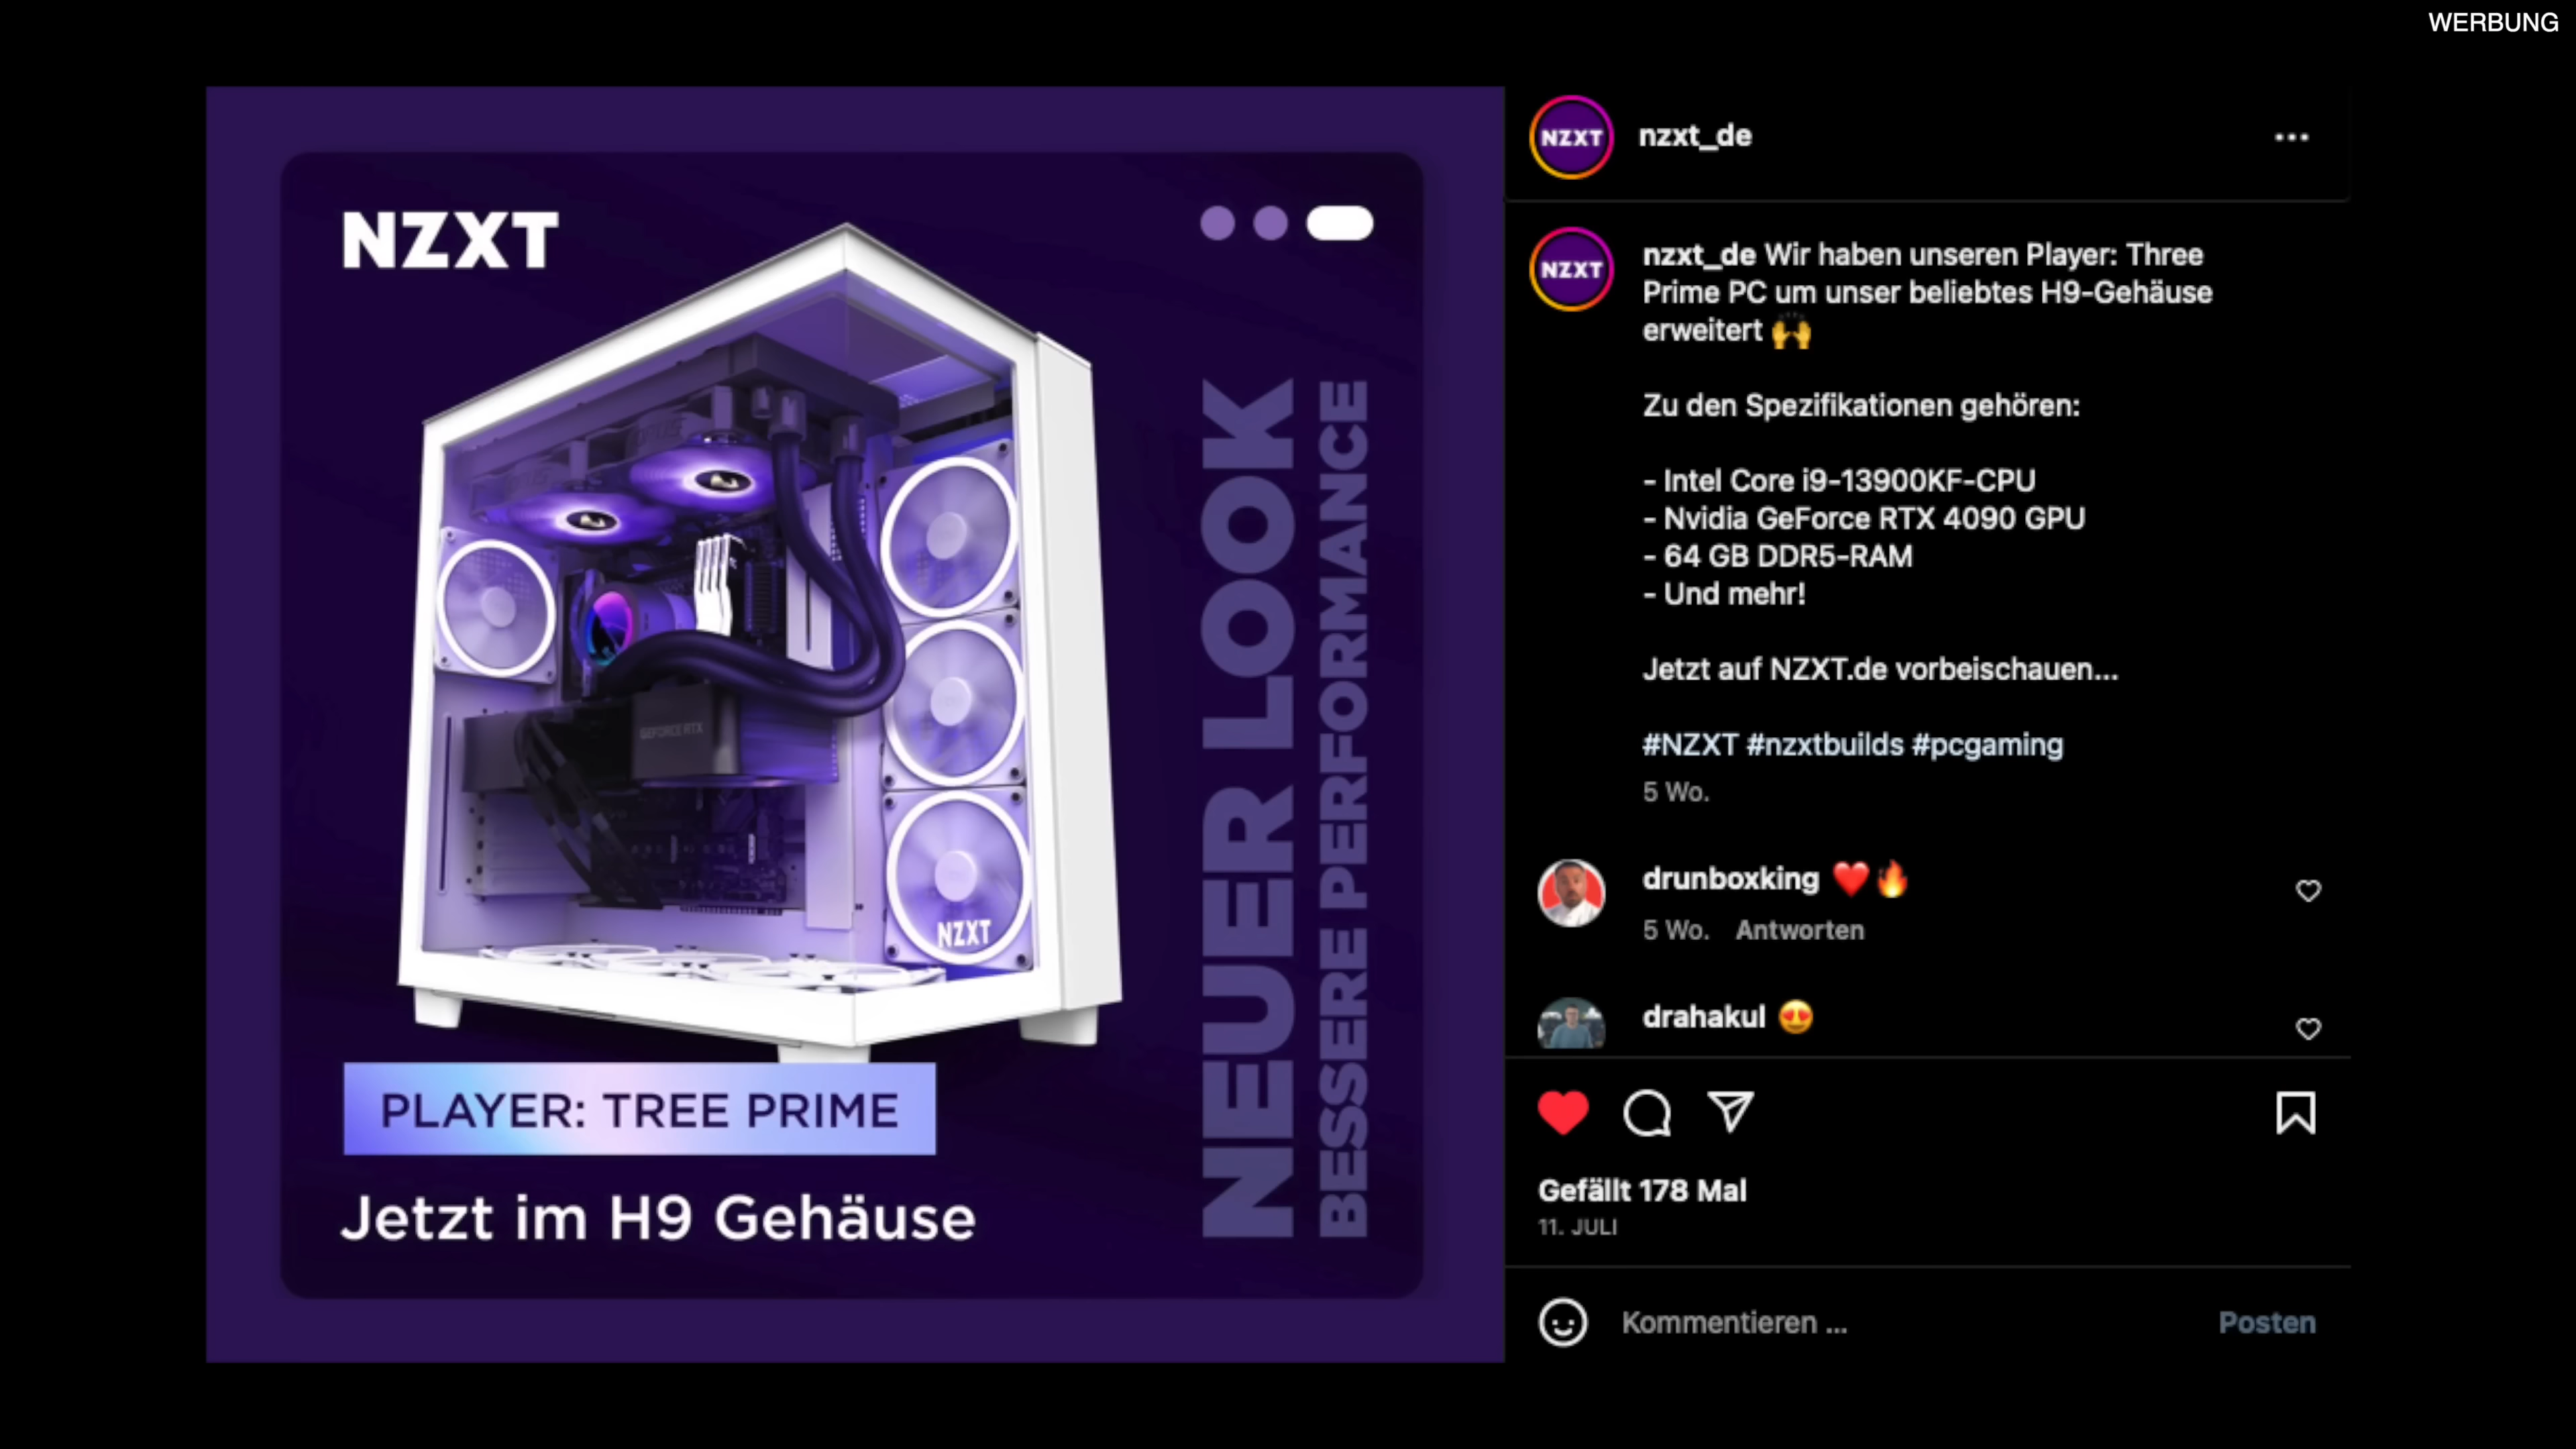 WERBUNG
NZXT
NEUER LOOK
BESSERE PERFORMANCE
GEFORCE RTX
NZXT
PLAYER: TREE PRIME
Jetzt im H9 Gehäuse
NZXT
nzxt_de
NZXT
nzxt_de Wir haben unseren Player: Three
Prime PC um unser beliebtes H9-Gehäuse
erweitert 🙌
Zu den Spezifikationen gehören:
- Intel Core i9-13900KF-CPU
- Nvidia GeForce RTX 4090 GPU
- 64 GB DDR5-RAM
- Und mehr!
Jetzt auf NZXT.de vorbeischauen...
#NZXT #nzxtbuilds #pcgaming
5 Wo.
drunboxking ❤️🔥
5 Wo. Antworten
drahakul 😍
Gefällt 178 Mal
11. JULI
Kommentieren ...
Posten